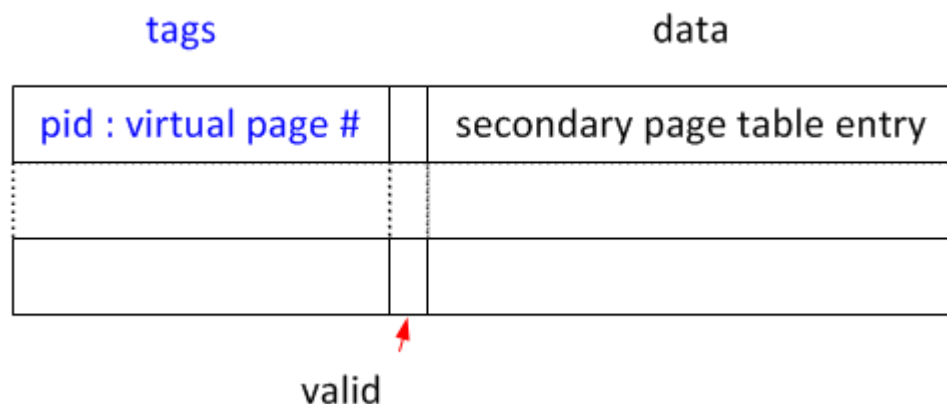 tags data
pid : virtual page # secondary page table entry
valid